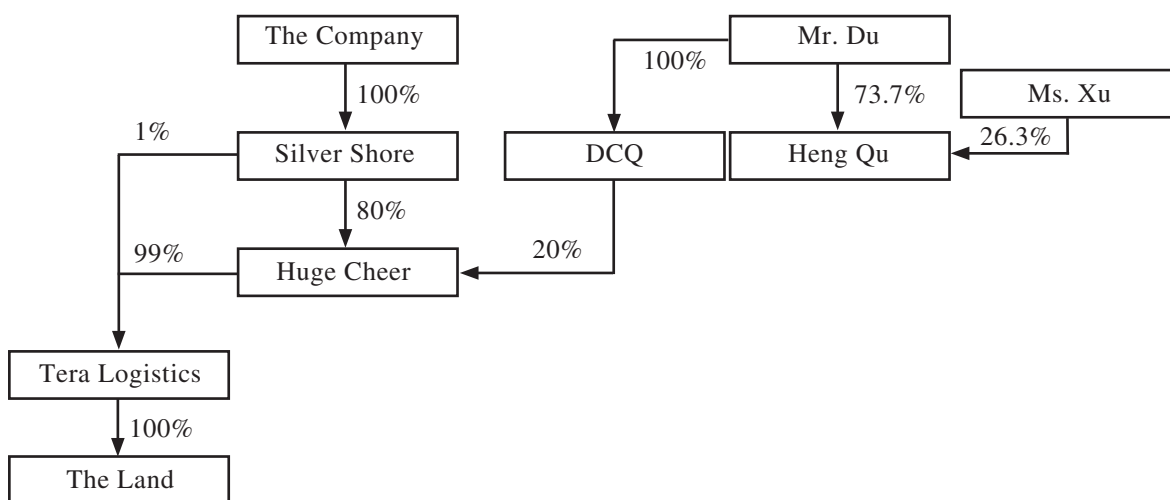 The Company
Mr. Du
100%
100%
73.7%
Ms. Xu
1%
Silver Shore
DCQ
Heng Qu
26.3%
80%
99%
20%
Huge Cheer
Tera Logistics
100%
The Land